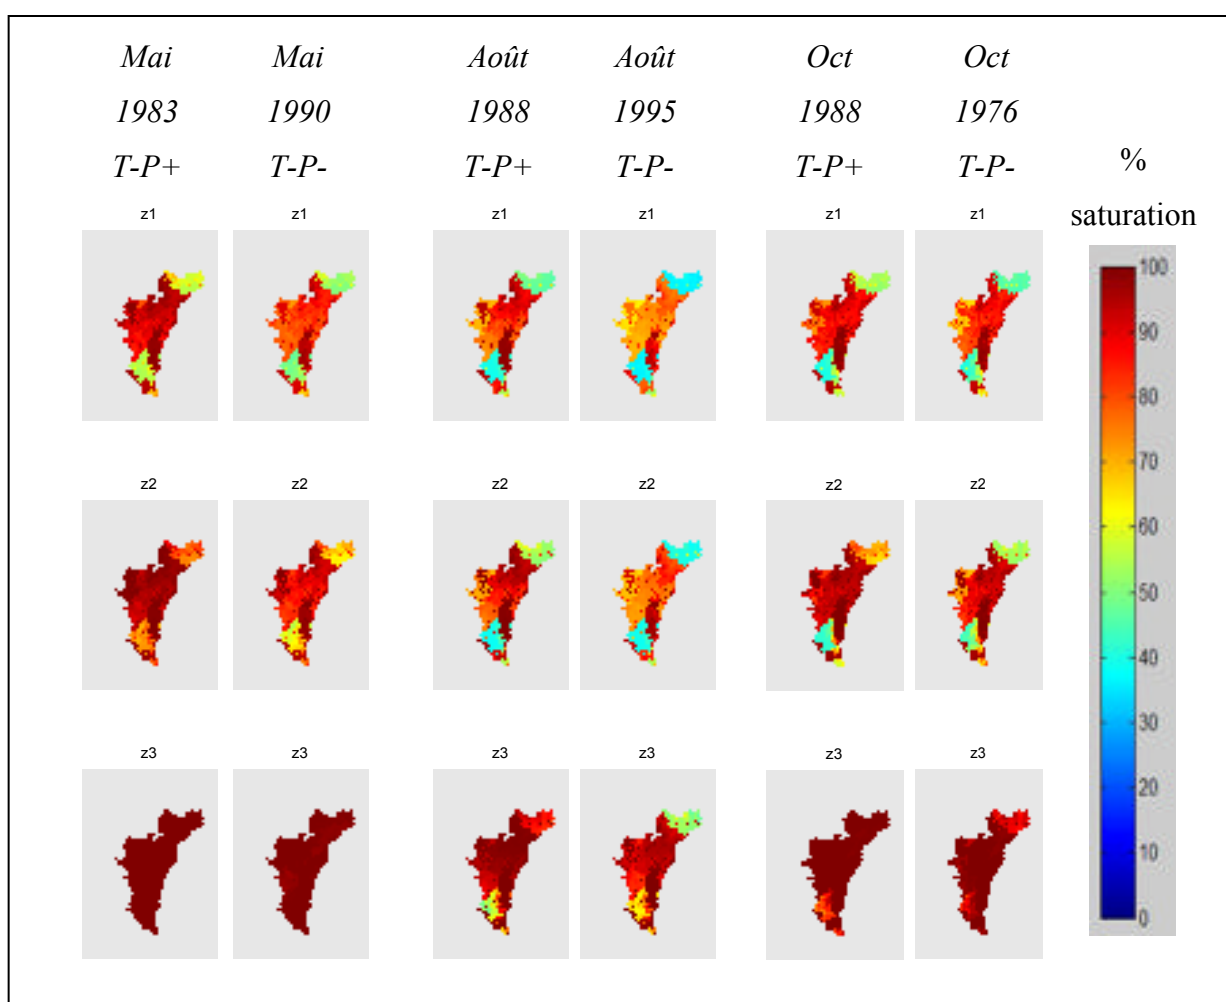 Mai Mai Août Août Oct Oct
1983 1990 1988 1995 1988 1976
T-P+ T-P- T-P+ T-P- T-P+ T-P- %
saturation
z1 z1 z1 z1 z1 z1
z2 z2 z2 z2 z2 z2
z3 z3 z3 z3 z3 z3
100
90
80
70
60
50
40
30
20
10
0